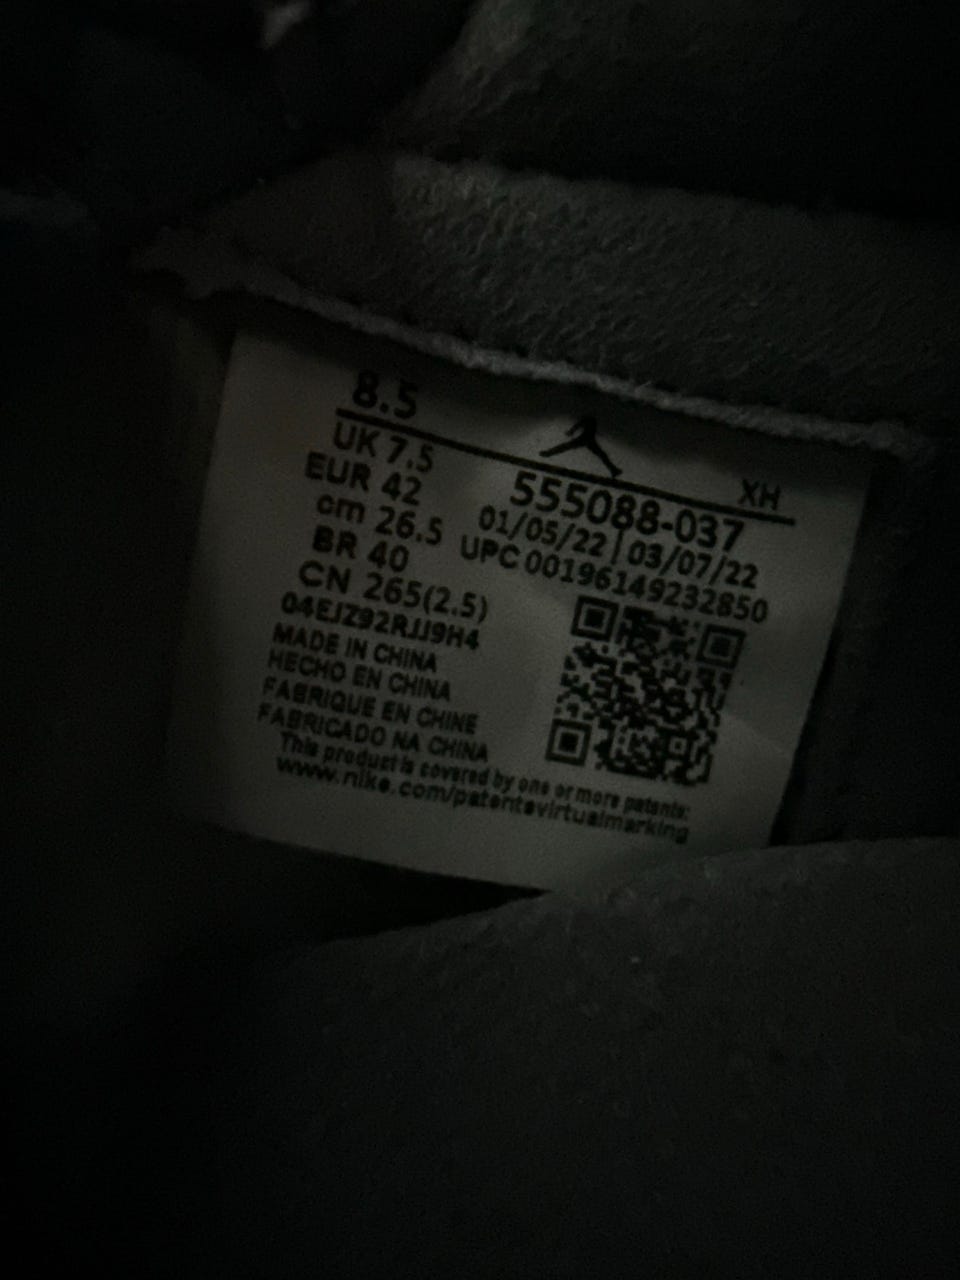 8.5
UK 7.5
EUR 42
cm 26.5
BR 40
CN 265(2.5)
XH
555088-037
01/05/22 | 03/07/22
UPC 00196149232850
MADE IN CHINA
HECHO EN CHINA
FABRIQUE EN CHINE
FABRICADO NA CHINA
This product is covered by one or more patents:
www.nike.com/patentsvirtualmarking